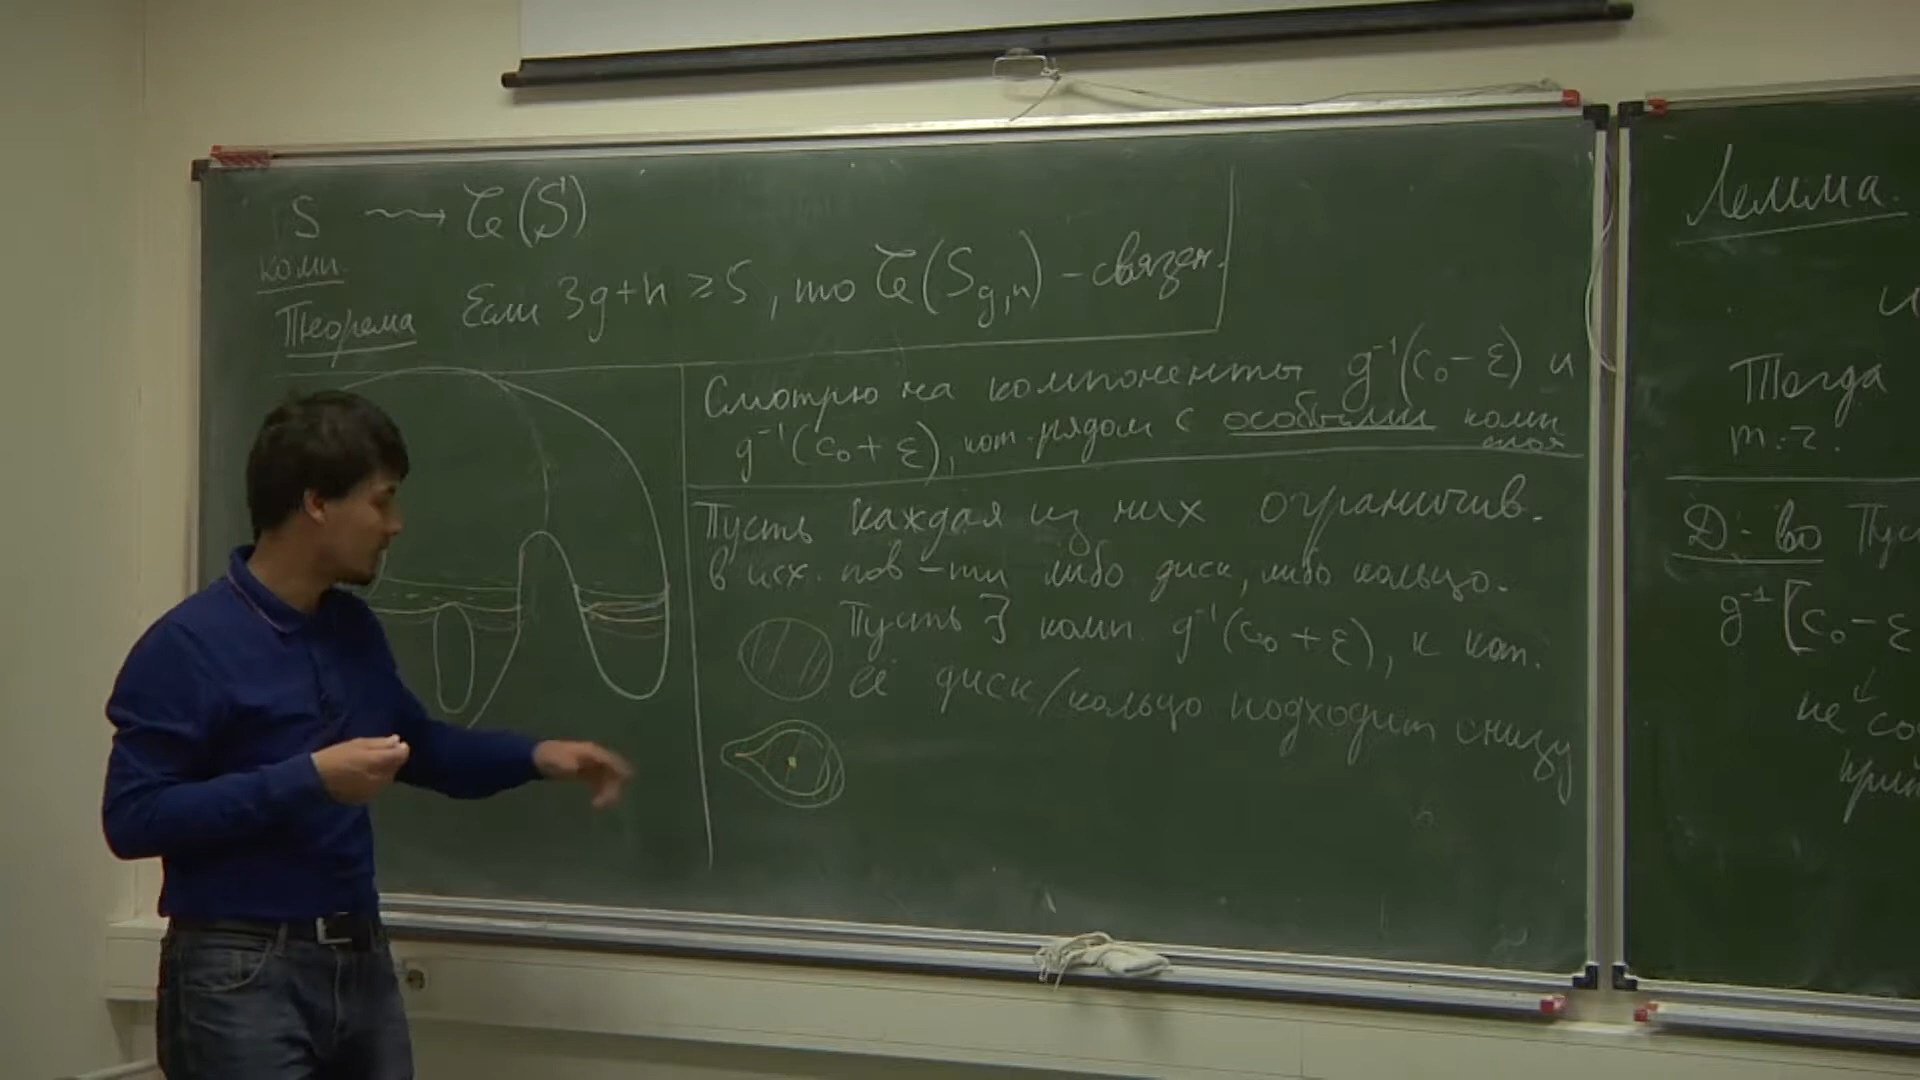 S ⇝ 𝒞(S)
комп.
Теорема Если 3g+n ≥ 5, то 𝒞(S_{g,n}) – связен.
Смотрю на компоненты g⁻¹(c₀ − ε) и
g⁻¹(c₀ + ε), кот. рядом с особыми комп
слоя
Пусть каждая из них ограничив.
в исх. пов-ти либо диск, либо кольцо.
Пусть ∃ комп. g⁻¹(c₀ + ε), к кот.
её диск/кольцо подходит снизу
Лемма.
Тогда
т.ч.
Д-во Пус
g⁻¹[c₀ − ε
не со